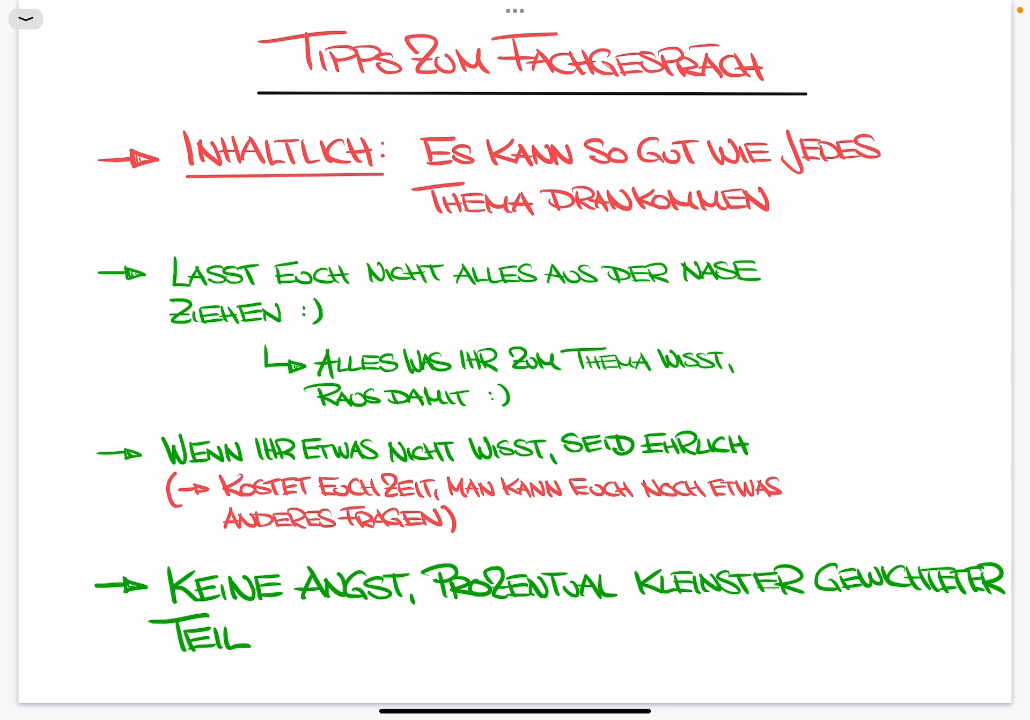 TIPPS ZUM FACHGESPRÄCH
→ INHALTLICH: ES KANN SO GUT WIE JEDES
THEMA DRANKOMMEN
→ LASST EUCH NICHT ALLES AUS DER NASE
ZIEHEN :)
↳ ALLES WAS IHR ZUM THEMA WISST,
RAUS DAMIT :)
→ WENN IHR ETWAS NICHT WISST, SEID EHRLICH
(→ KOSTET EUCH ZEIT, MAN KANN EUCH NOCH ETWAS
ANDERES FRAGEN)
→ KEINE ANGST, PROZENTUAL KLEINSTER GEWICHTETER
TEIL